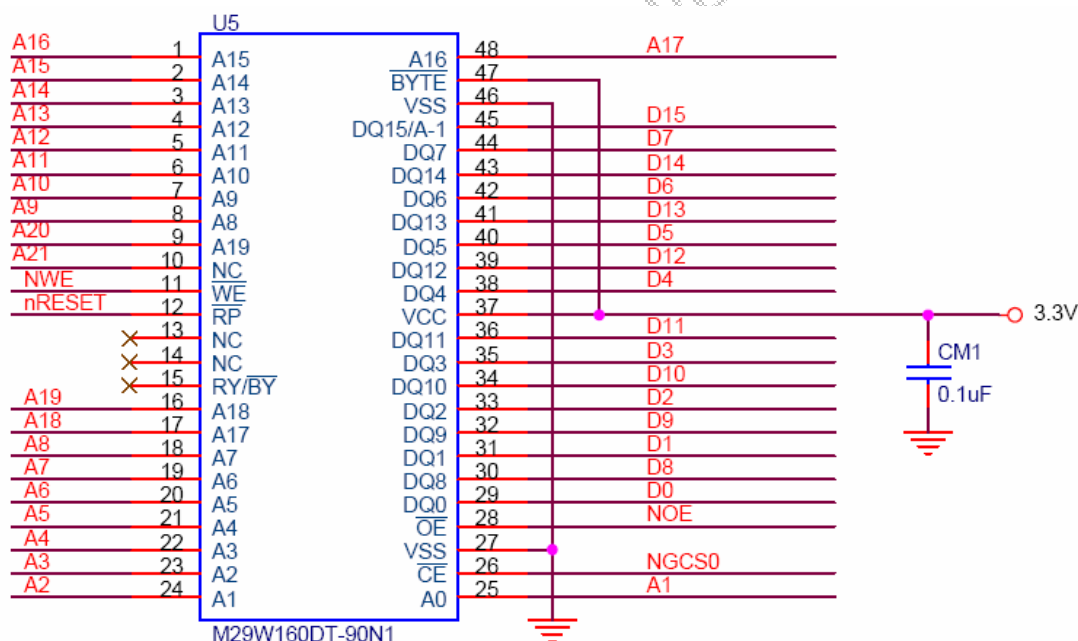 U5
A16 1 A15 A16 48 A17
A15 2 A14 BYTE 47
A14 3 A13 VSS 46
A13 4 A12 DQ15/A-1 45 D15
A12 5 A11 DQ7 44 D7
A11 6 A10 DQ14 43 D14
A10 7 A9 DQ6 42 D6
A9 8 A8 DQ13 41 D13
A20 9 A19 DQ5 40 D5
A21 10 NC DQ12 39 D12
NWE 11 WE DQ4 38 D4
nRESET 12 RP VCC 37 3.3V
13 NC DQ11 36 D11
14 NC DQ3 35 D3 CM1
15 RY/BY DQ10 34 D10
A19 16 A18 DQ2 33 D2 0.1uF
A18 17 A17 DQ9 32 D9
A8 18 A7 DQ1 31 D1
A7 19 A6 DQ8 30 D8
A6 20 A5 DQ0 29 D0
A5 21 A4 OE 28 NOE
A4 22 A3 VSS 27
A3 23 A2 CE 26 NGCS0
A2 24 A1 A0 25 A1
M29W160DT-90N1